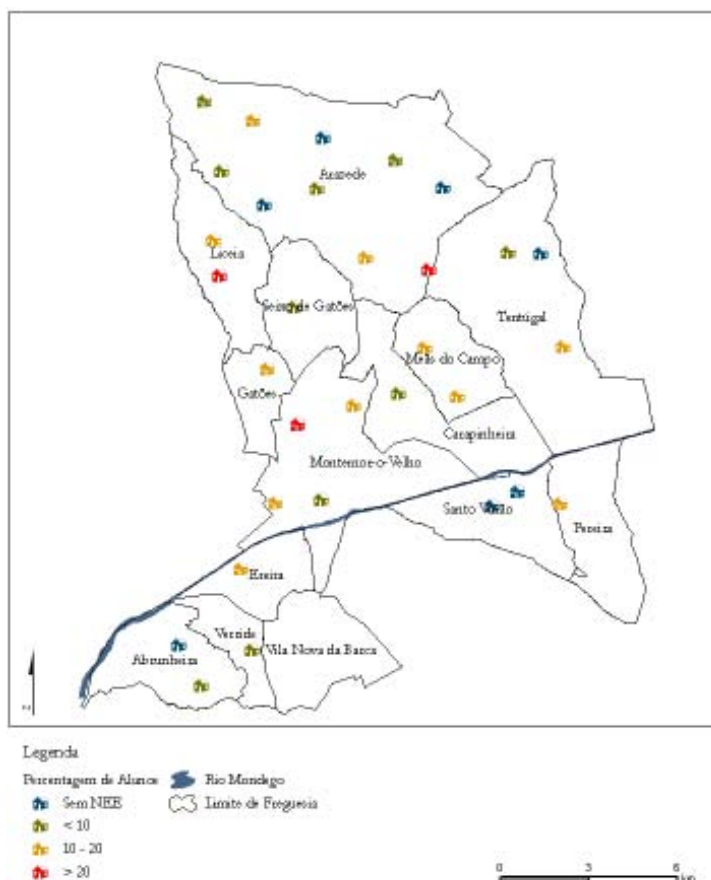 Arazede
Liceia
Seixo de Gatões
Tentúgal
Meãs do Campo
Gatões
Carapinheira
Montemor-o-Velho
Santo Varão
Pereira
Ereira
Verride
Vila Nova da Barca
Abrunheira
N
Legenda
Percentagem de Alunos Rio Mondego
Sem NEE Limite de Freguesia
< 10
10 - 20
> 20
0 3 6
km